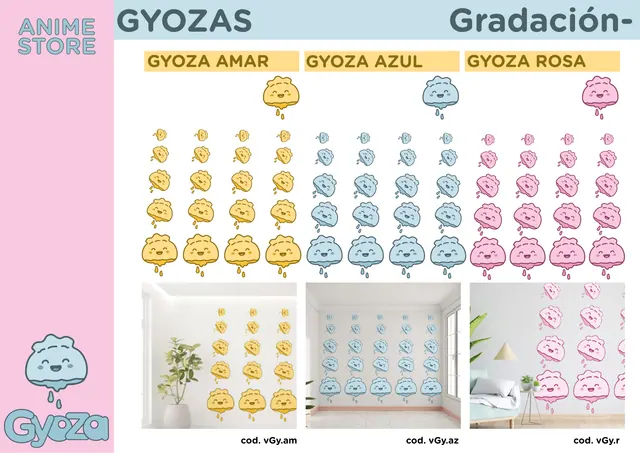 ANIME
STORE
GYOZAS
Gradación-
GYOZA AMAR
GYOZA AZUL
GYOZA ROSA
Gyoza
cod. vGy.am
cod. vGy.az
cod. vGy.r